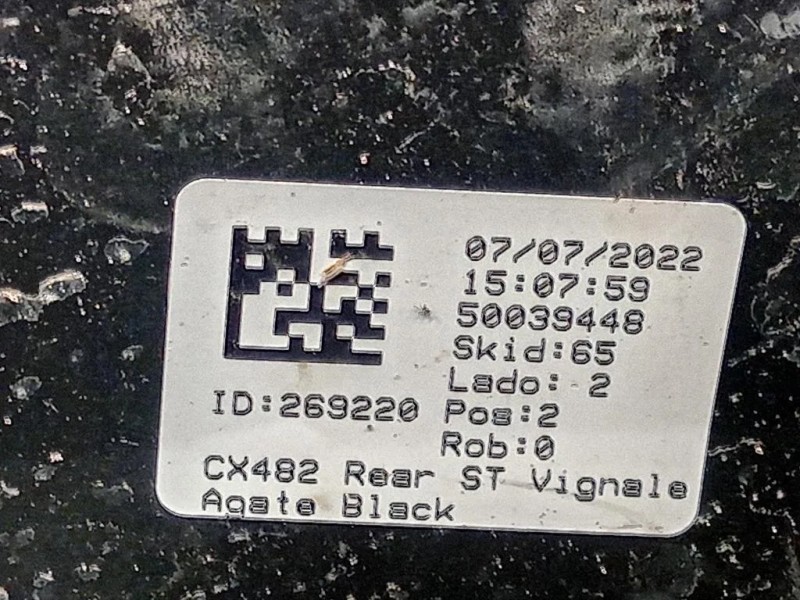 07/07/2022
15:07:59
50039448
Skid:65
Lado: 2
ID:269220 Pos:2
Rob:0
CX482 Rear ST Vignale
Agate Black